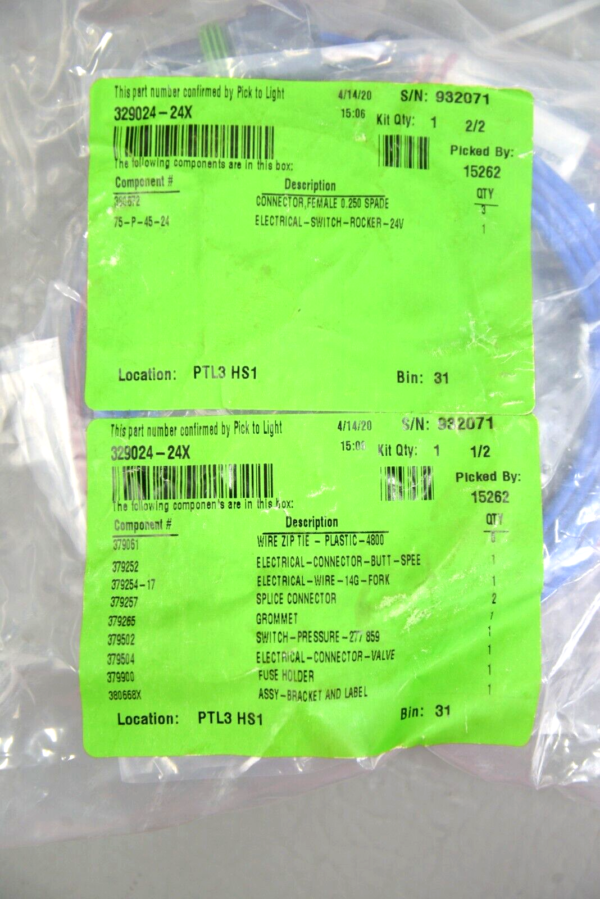 This part number confirmed by Pick to Light 4/14/20 S/N: 932071
329024-24X 15:06 Kit Qty: 1 2/2
Picked By:
The following components are in this box: 15262
Component # Description QTY
CONNECTOR,FEMALE 0.250 SPADE 3
75-P-45-24 ELECTRICAL-SWITCH-ROCKER-24V 1
Location: PTL3 HS1 Bin: 31
This part number confirmed by Pick to Light 4/14/20 S/N: 932071
329024-24X 15:06 Kit Qty: 1 1/2
Picked By:
The following components are in this box: 15262
Component # Description QTY
379061 WIRE ZIP TIE - PLASTIC-4800
379252 ELECTRICAL-CONNECTOR-BUTT-SPEE 1
379254-17 ELECTRICAL-WIRE-14G-FORK 1
379257 SPLICE CONNECTOR 2
379265 GROMMET
379502 SWITCH-PRESSURE-277 859 1
379504 ELECTRICAL-CONNECTOR-VALVE 1
379900 FUSE HOLDER 1
380668X ASSY-BRACKET AND LABEL 1
Location: PTL3 HS1 Bin: 31